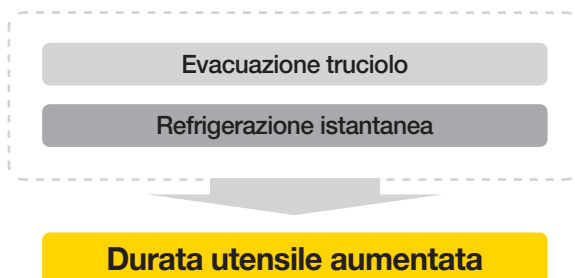 Evacuazione truciolo
Refrigerazione istantanea
Durata utensile aumentata